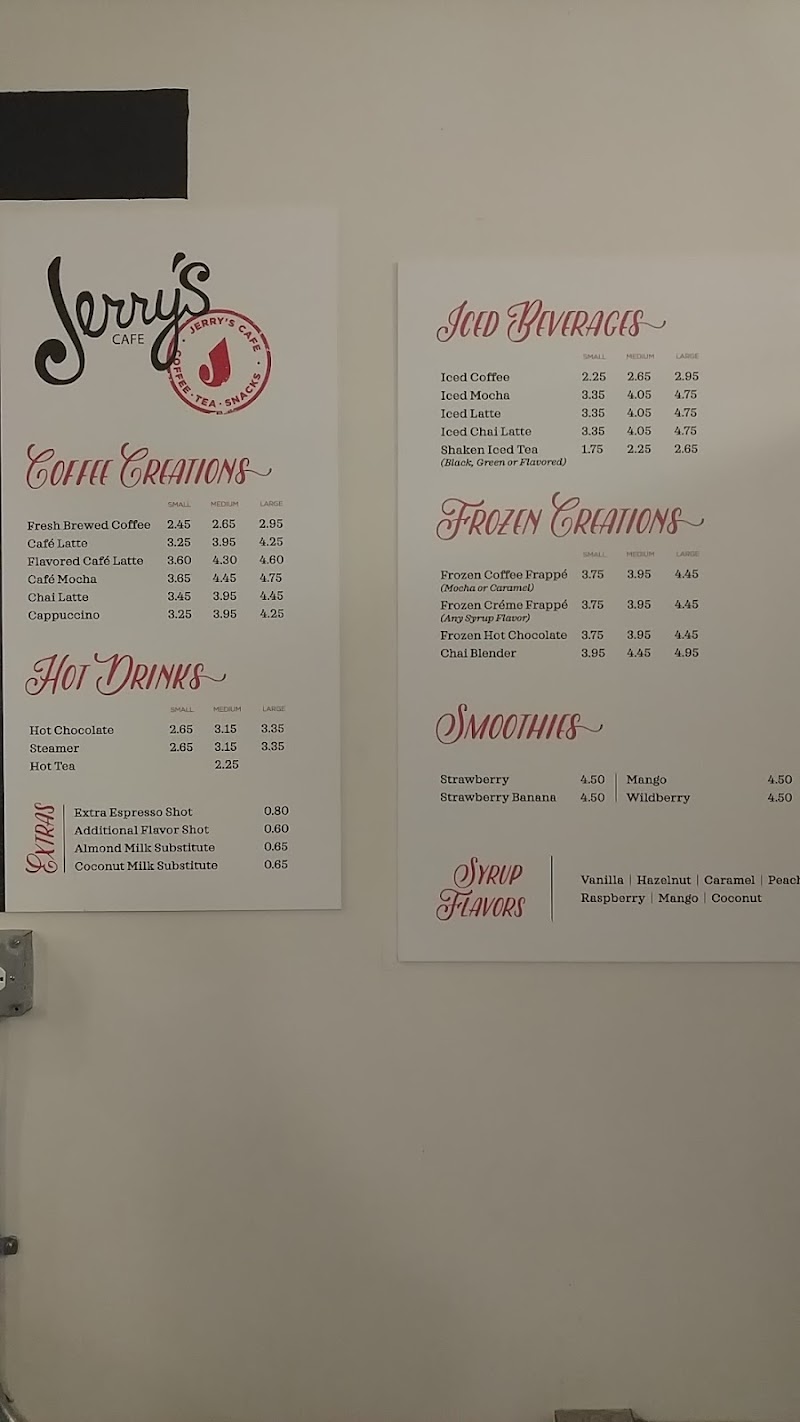 Jerry's
CAFE
JERRY'S CAFE
COFFEE · TEA · SNACKS
COFFEE CREATIONS
SMALL MEDIUM LARGE
Fresh Brewed Coffee 2.45 2.65 2.95
Café Latte 3.25 3.95 4.25
Flavored Café Latte 3.60 4.30 4.60
Café Mocha 3.65 4.45 4.75
Chai Latte 3.45 3.95 4.45
Cappuccino 3.25 3.95 4.25
HOT DRINKS
SMALL MEDIUM LARGE
Hot Chocolate 2.65 3.15 3.35
Steamer 2.65 3.15 3.35
Hot Tea 2.25
EXTRAS
Extra Espresso Shot 0.80
Additional Flavor Shot 0.60
Almond Milk Substitute 0.65
Coconut Milk Substitute 0.65
ICED BEVERAGES
SMALL MEDIUM LARGE
Iced Coffee 2.25 2.65 2.95
Iced Mocha 3.35 4.05 4.75
Iced Latte 3.35 4.05 4.75
Iced Chai Latte 3.35 4.05 4.75
Shaken Iced Tea 1.75 2.25 2.65
(Black, Green or Flavored)
FROZEN CREATIONS
SMALL MEDIUM LARGE
Frozen Coffee Frappé 3.75 3.95 4.45
(Mocha or Caramel)
Frozen Créme Frappé 3.75 3.95 4.45
(Any Syrup Flavor)
Frozen Hot Chocolate 3.75 3.95 4.45
Chai Blender 3.95 4.45 4.95
SMOOTHIES
Strawberry 4.50 | Mango 4.50
Strawberry Banana 4.50 | Wildberry 4.50
SYRUP
FLAVORS
Vanilla | Hazelnut | Caramel | Peach
Raspberry | Mango | Coconut